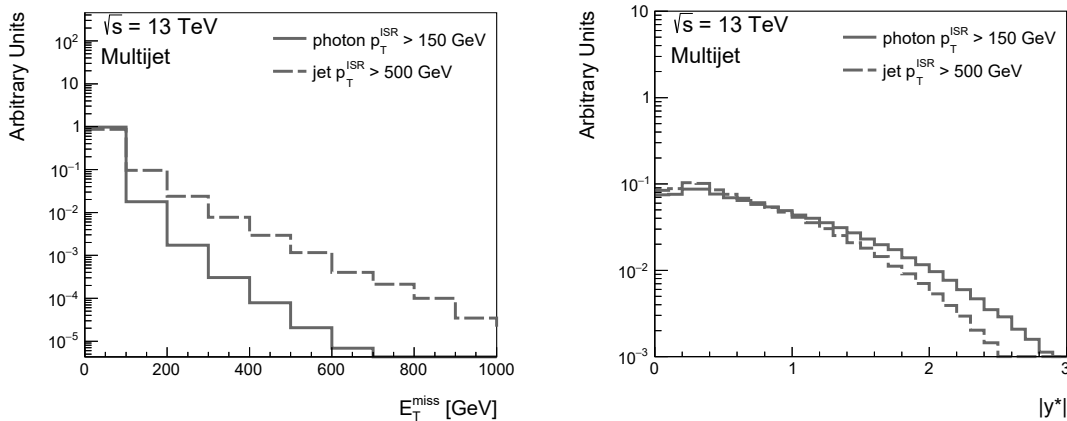 √s = 13 TeV
Multijet
photon p_T^ISR > 150 GeV
jet p_T^ISR > 500 GeV
Arbitrary Units
10²
10
1
10⁻¹
10⁻²
10⁻³
10⁻⁴
10⁻⁵
0 200 400 600 800 1000
E_T^miss [GeV]
√s = 13 TeV
Multijet
photon p_T^ISR > 150 GeV
jet p_T^ISR > 500 GeV
Arbitrary Units
10
1
10⁻¹
10⁻²
10⁻³
0 1 2 3
|y*|